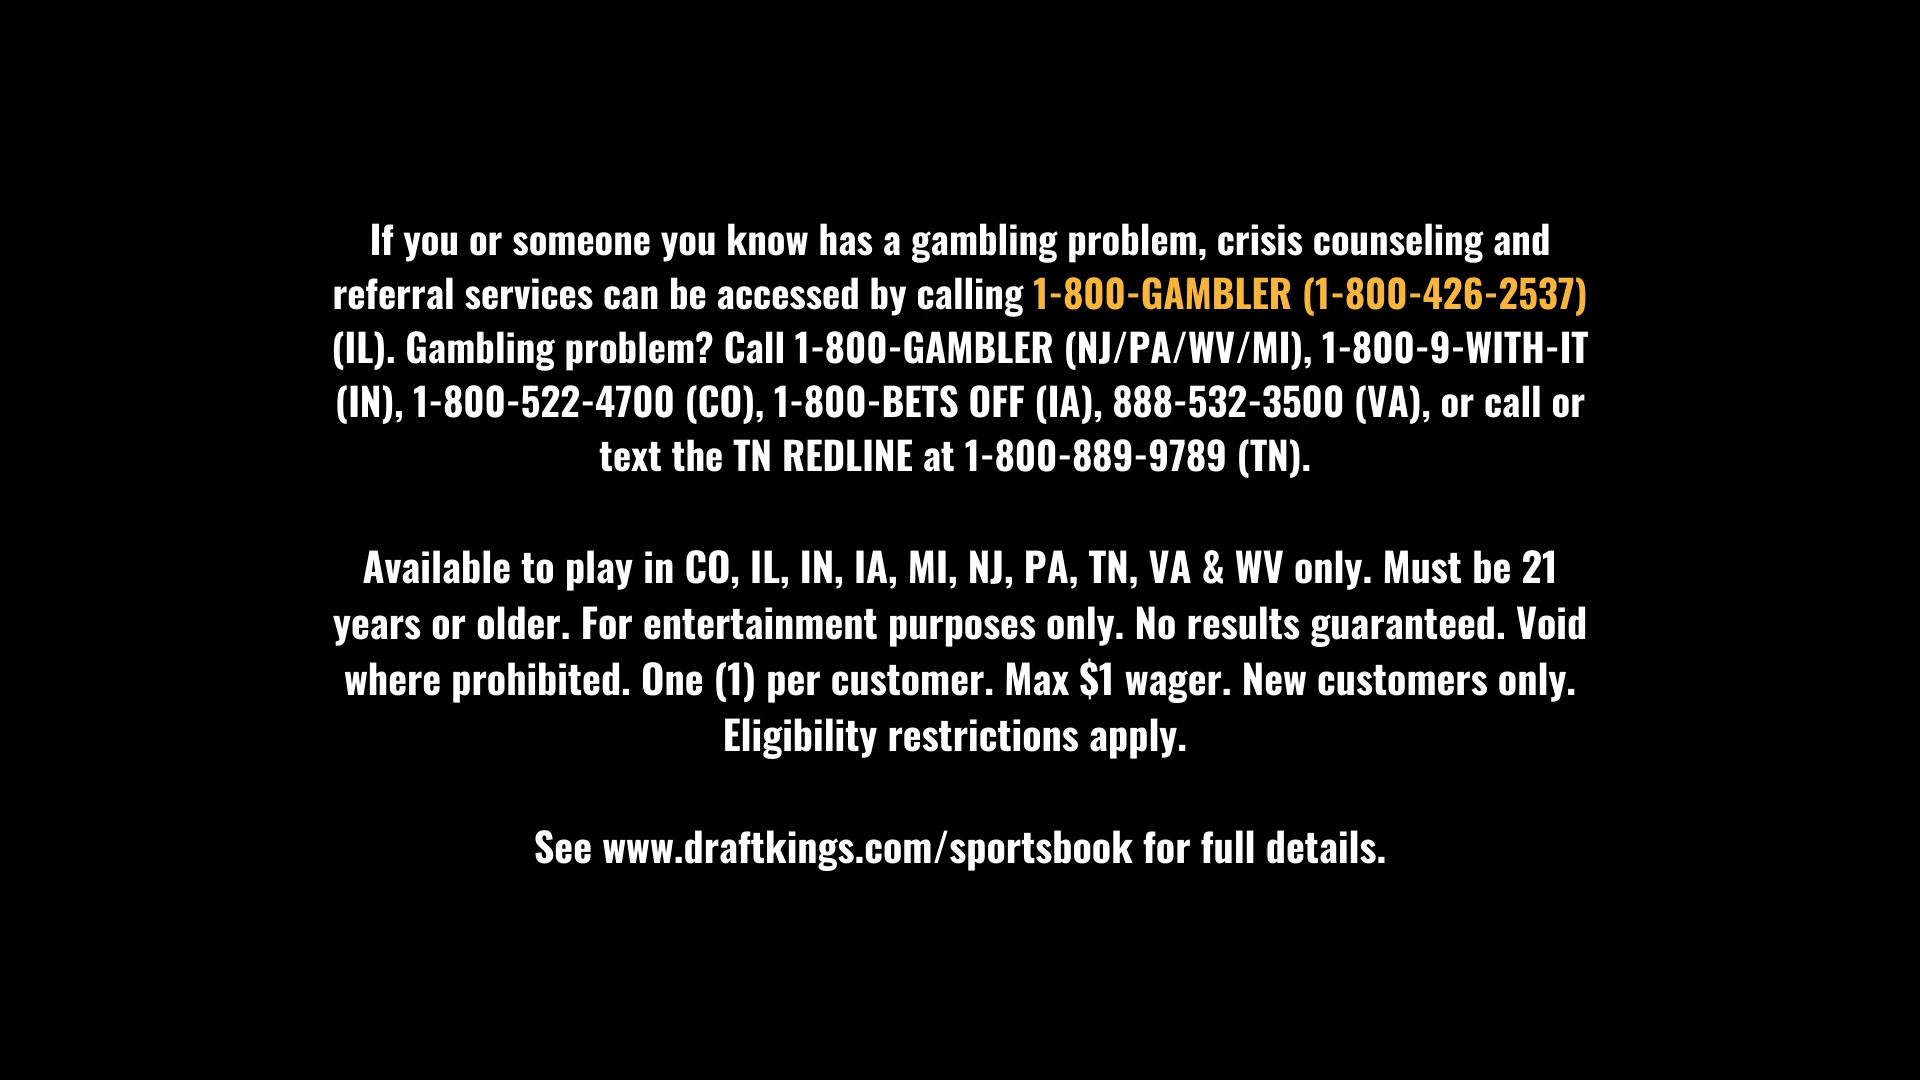 If you or someone you know has a gambling problem, crisis counseling and
referral services can be accessed by calling 1-800-GAMBLER (1-800-426-2537)
(IL). Gambling problem? Call 1-800-GAMBLER (NJ/PA/WV/MI), 1-800-9-WITH-IT
(IN), 1-800-522-4700 (CO), 1-800-BETS OFF (IA), 888-532-3500 (VA), or call or
text the TN REDLINE at 1-800-889-9789 (TN).
Available to play in CO, IL, IN, IA, MI, NJ, PA, TN, VA & WV only. Must be 21
years or older. For entertainment purposes only. No results guaranteed. Void
where prohibited. One (1) per customer. Max $1 wager. New customers only.
Eligibility restrictions apply.
See www.draftkings.com/sportsbook for full details.